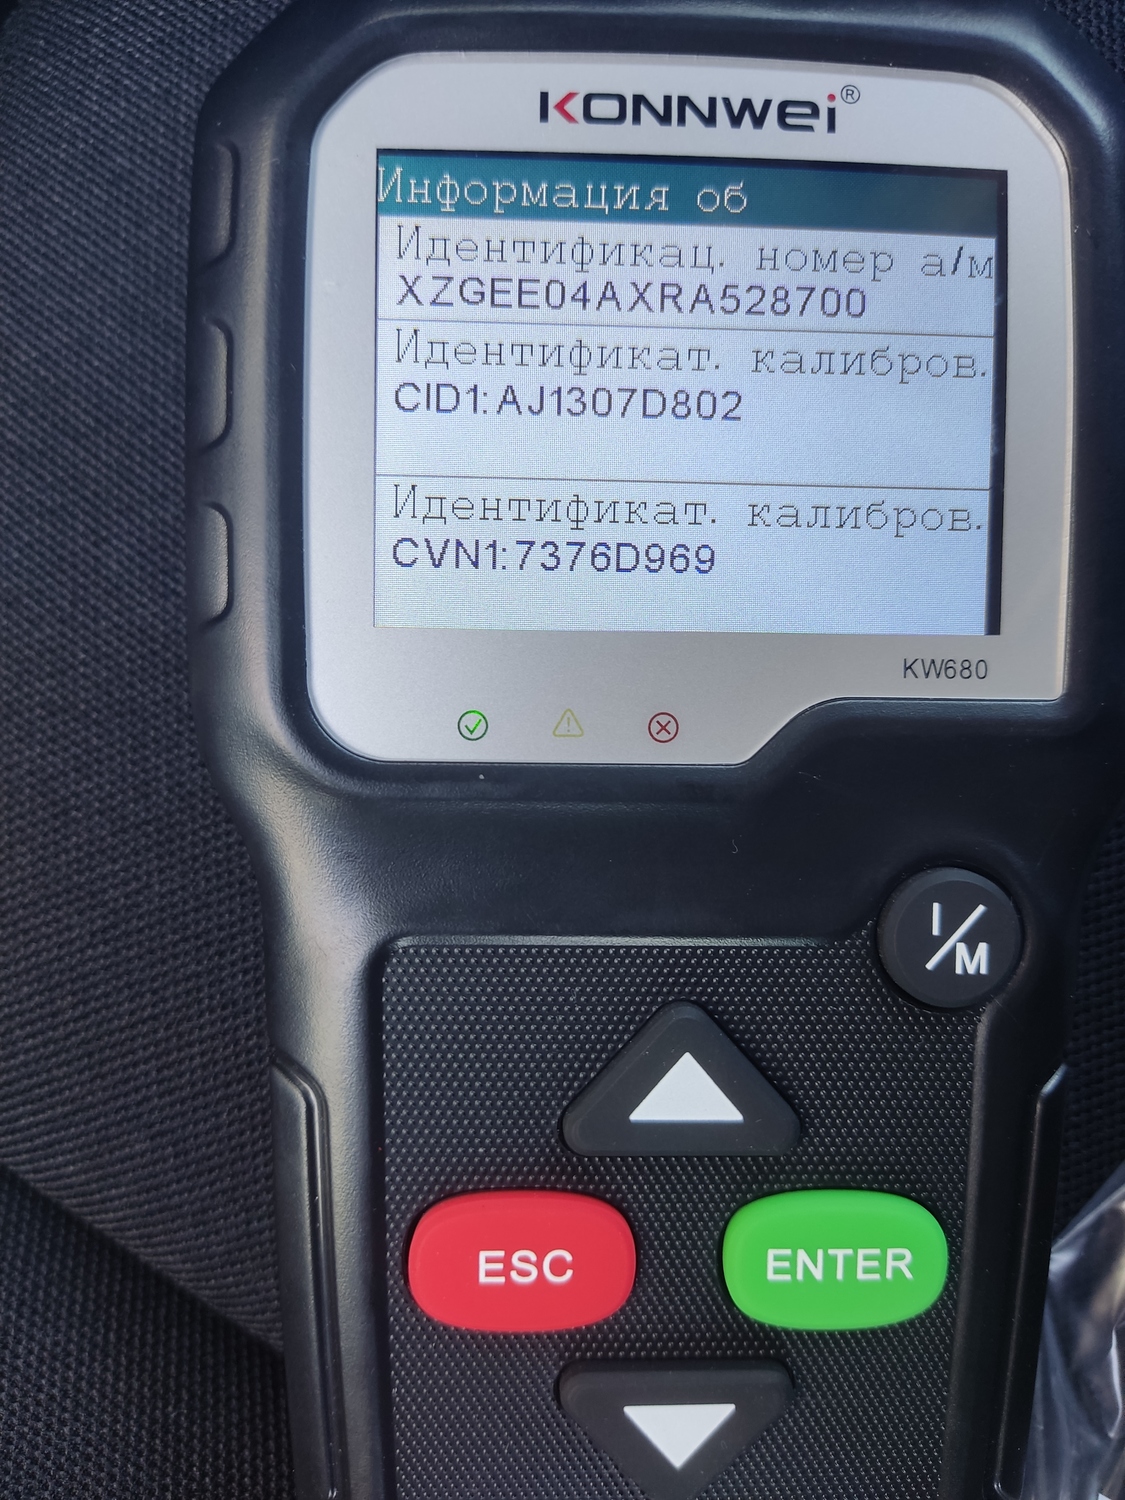 KONNWEI®
Информация об
Идентификац. номер а/м
XZGEE04AXRA528700
Идентификат. калибров.
CID1:AJ1307D802
Идентификат. калибров.
CVN1:7376D969
KW680
I/M
ESC
ENTER